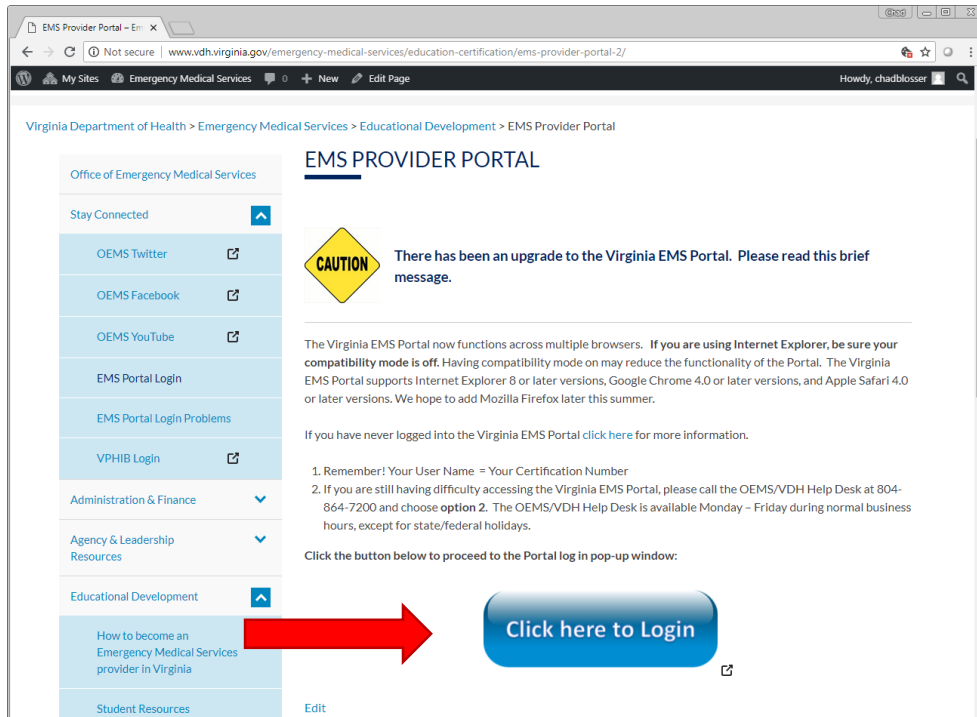 Chad
EMS Provider Portal – Em
Not secure | www.vdh.virginia.gov/emergency-medical-services/education-certification/ems-provider-portal-2/
My Sites Emergency Medical Services 0 + New Edit Page Howdy, chadblosser
Virginia Department of Health > Emergency Medical Services > Educational Development > EMS Provider Portal
Office of Emergency Medical Services
Stay Connected
OEMS Twitter
OEMS Facebook
OEMS YouTube
EMS Portal Login
EMS Portal Login Problems
VPHIB Login
Administration & Finance
Agency & Leadership
Resources
Educational Development
How to become an
Emergency Medical Services
provider in Virginia
Student Resources
EMS PROVIDER PORTAL
CAUTION
There has been an upgrade to the Virginia EMS Portal. Please read this brief
message.
The Virginia EMS Portal now functions across multiple browsers. If you are using Internet Explorer, be sure your
compatibility mode is off. Having compatibility mode on may reduce the functionality of the Portal. The Virginia
EMS Portal supports Internet Explorer 8 or later versions, Google Chrome 4.0 or later versions, and Apple Safari 4.0
or later versions. We hope to add Mozilla Firefox later this summer.
If you have never logged into the Virginia EMS Portal click here for more information.
1. Remember! Your User Name = Your Certification Number
2. If you are still having difficulty accessing the Virginia EMS Portal, please call the OEMS/VDH Help Desk at 804-
864-7200 and choose option 2. The OEMS/VDH Help Desk is available Monday – Friday during normal business
hours, except for state/federal holidays.
Click the button below to proceed to the Portal log in pop-up window:
Click here to Login
Edit